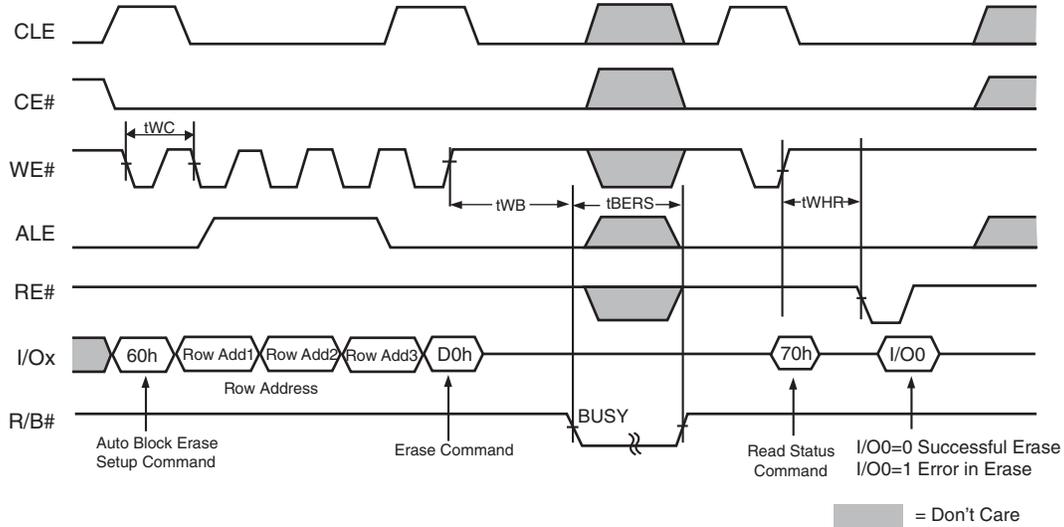 CLE
CE#
tWC
WE#
tWB
tBERS
tWHR
ALE
RE#
I/Ox
60h
Row Add1
Row Add2
Row Add3
D0h
70h
I/O0
Row Address
R/B#
BUSY
Auto Block Erase
Setup Command
Erase Command
Read Status
Command
I/O0=0 Successful Erase
I/O0=1 Error in Erase
= Don't Care